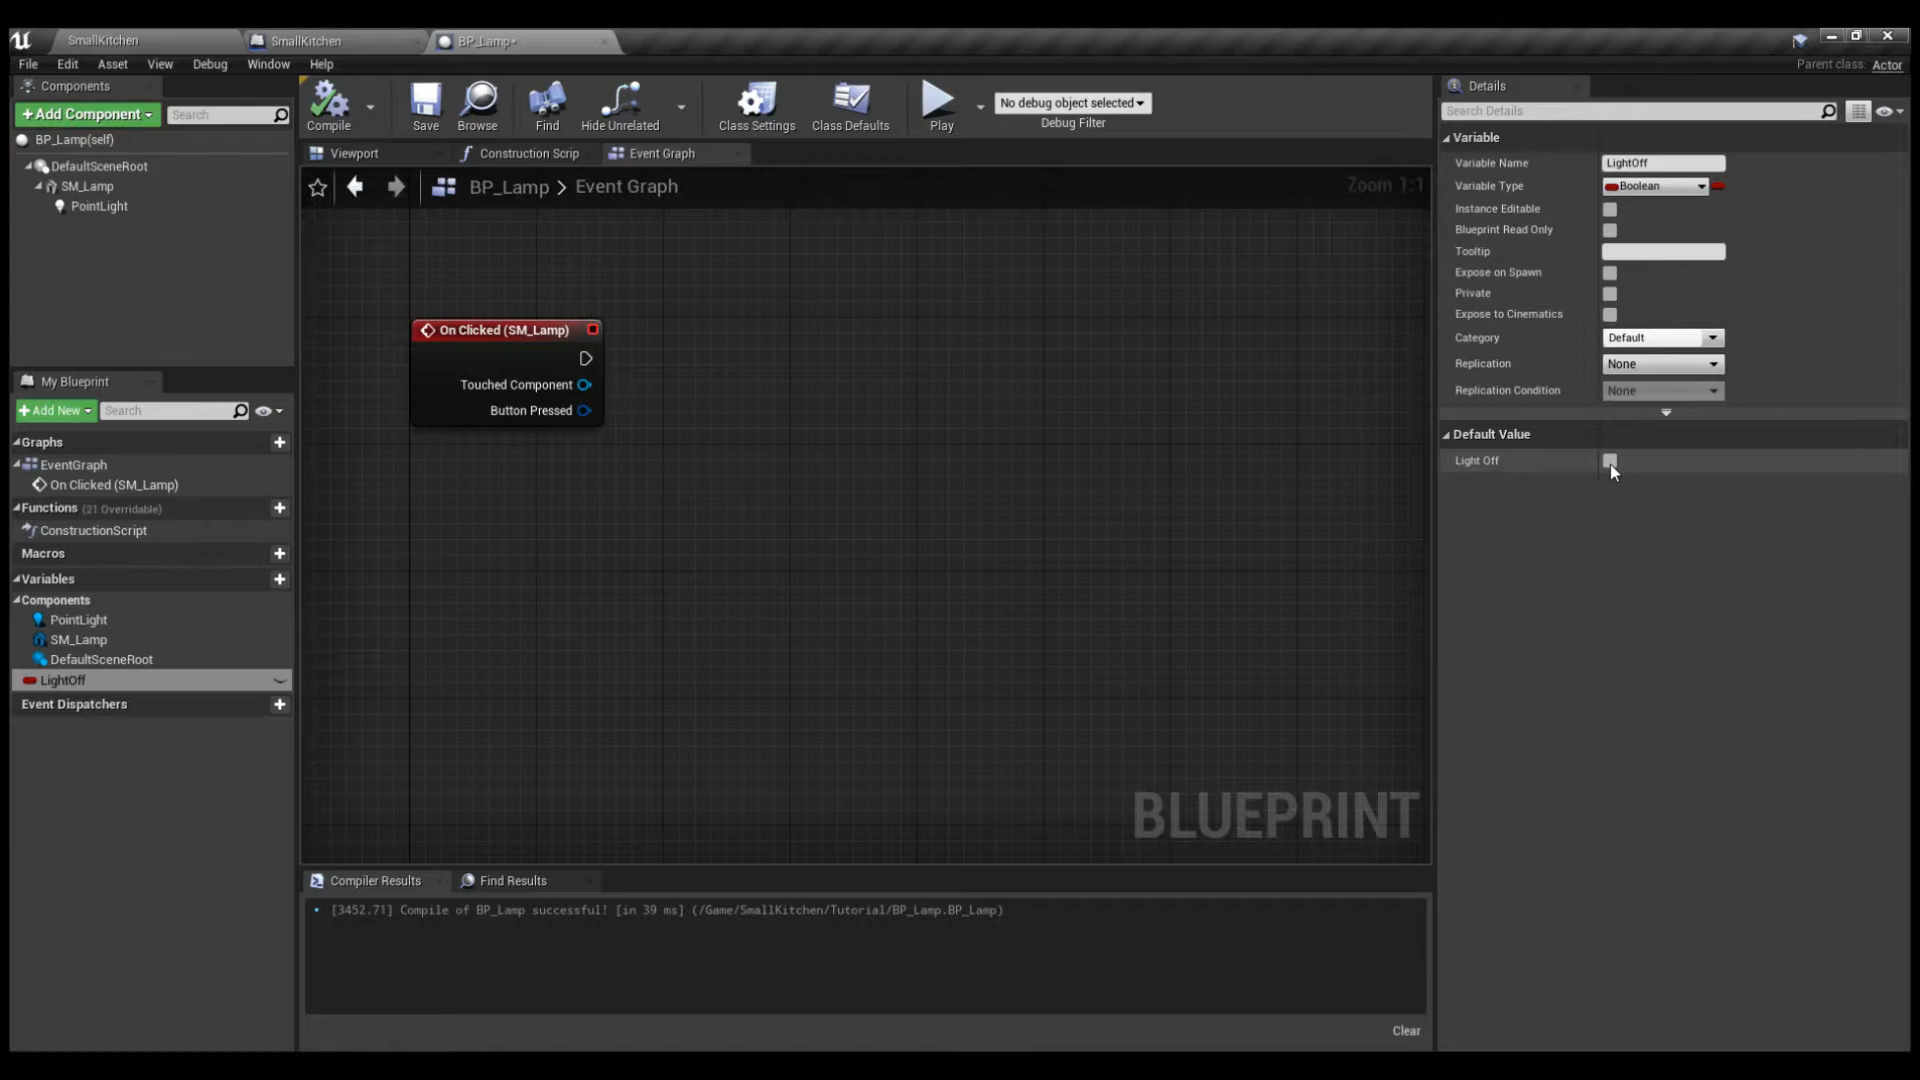 SmallKitchen
SmallKitchen
BP_Lamp*
File Edit Asset View Debug Window Help
Parent class: Actor
Components
+Add Component
Search
BP_Lamp(self)
DefaultSceneRoot
SM_Lamp
PointLight
My Blueprint
+Add New
Search
Graphs
EventGraph
On Clicked (SM_Lamp)
Functions (21 Overridable)
ConstructionScript
Macros
Variables
Components
PointLight
SM_Lamp
DefaultSceneRoot
LightOff
Event Dispatchers
Compile
Save
Browse
Find
Hide Unrelated
Class Settings
Class Defaults
Play
No debug object selected
Debug Filter
Viewport
Construction Scrip
Event Graph
BP_Lamp > Event Graph
Zoom 1:1
On Clicked (SM_Lamp)
Touched Component
Button Pressed
BLUEPRINT
Compiler Results
Find Results
[3452,71] Compile of BP_Lamp successful! [in 39 ms] (/Game/SmallKitchen/Tutorial/BP_Lamp.BP_Lamp)
Clear
Details
Search Details
Variable
Variable Name LightOff
Variable Type Boolean
Instance Editable
Blueprint Read Only
Tooltip
Expose on Spawn
Private
Expose to Cinematics
Category Default
Replication None
Replication Condition None
Default Value
Light Off